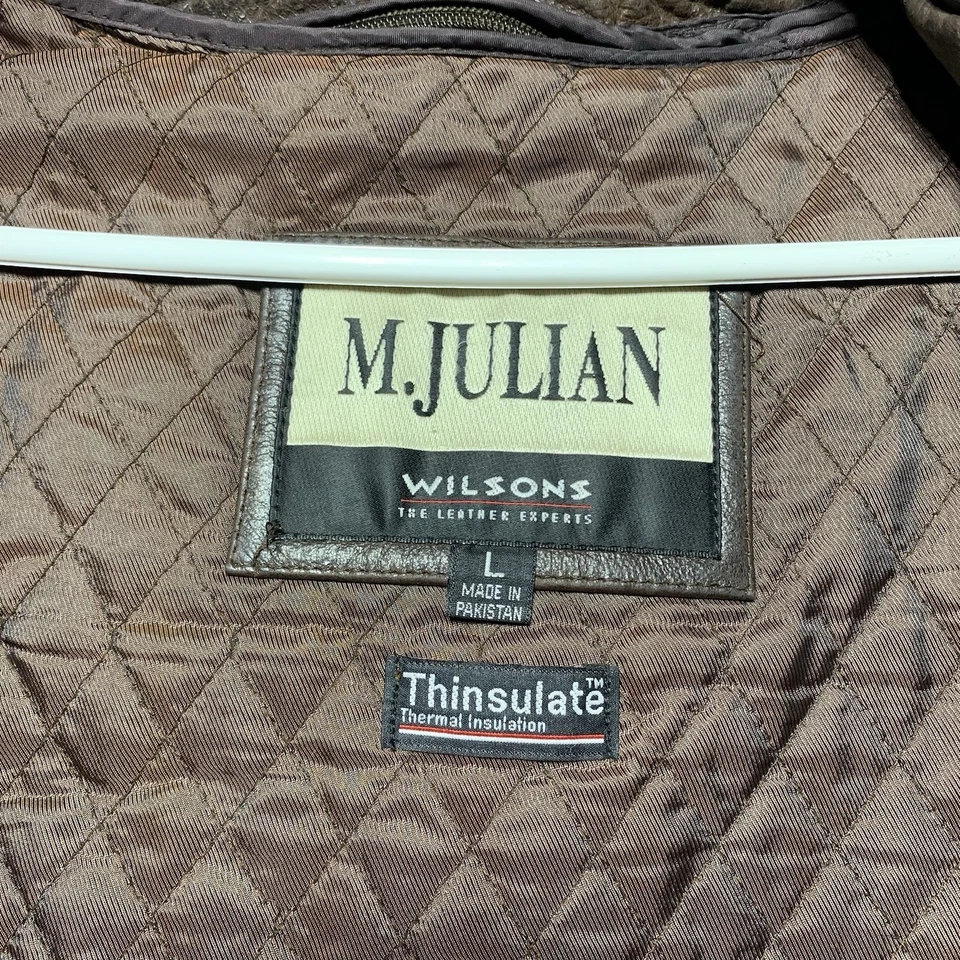 M.JULIAN
WILSONS
THE LEATHER EXPERTS
L
MADE IN
PAKISTAN
Thinsulate™
Thermal Insulation